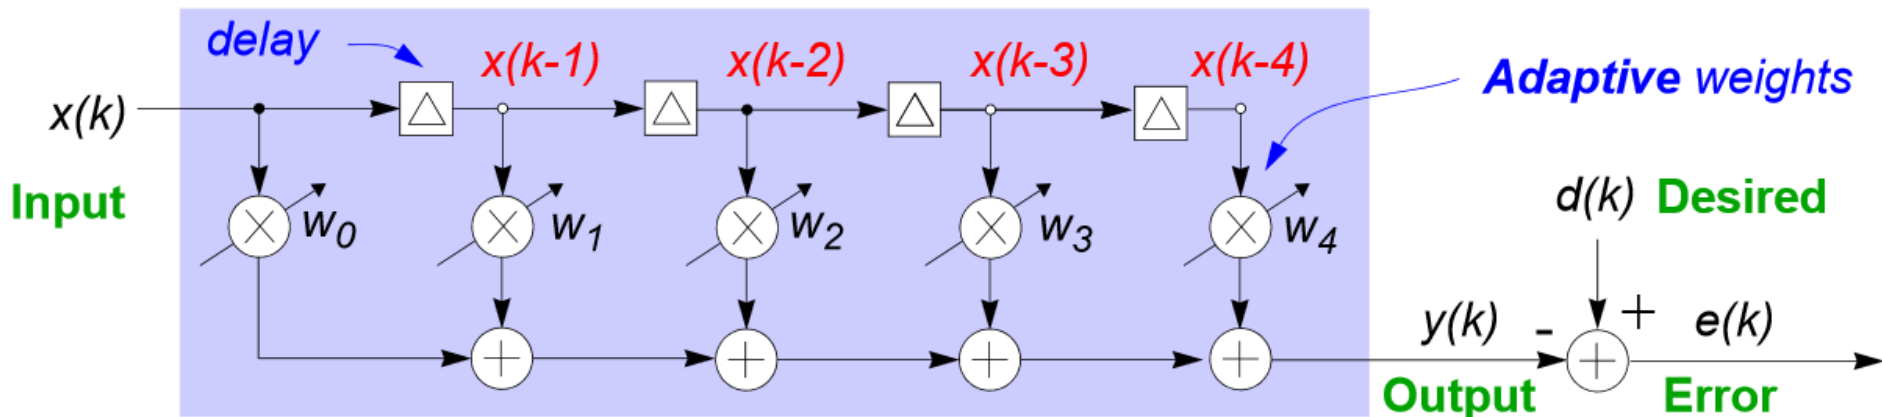 delay
x(k-1) x(k-2) x(k-3) x(k-4)
Adaptive weights
x(k)
Input
w0 w1 w2 w3 w4
d(k) Desired
y(k) - + e(k)
Output Error